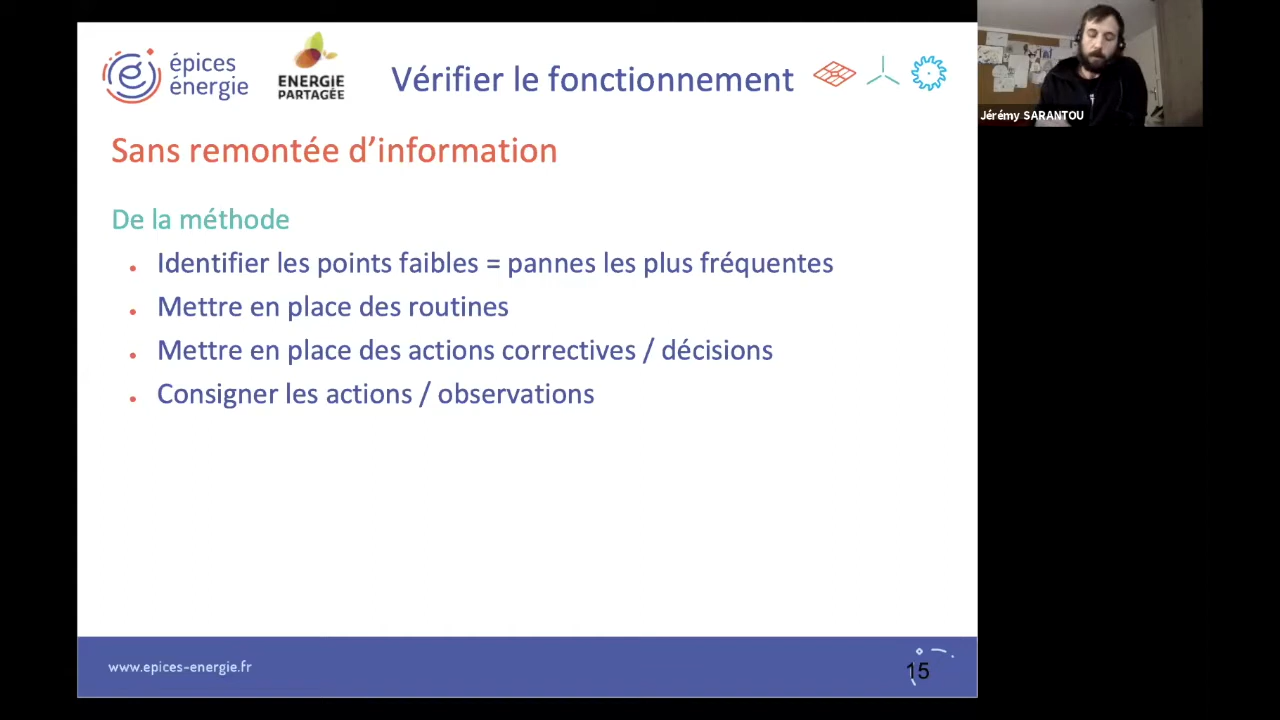 épices
énergie
ENERGIE
PARTAGÉE
Vérifier le fonctionnement
Jérémy SARANTOU
Sans remontée d'information
De la méthode
• Identifier les points faibles = pannes les plus fréquentes
• Mettre en place des routines
• Mettre en place des actions correctives / décisions
• Consigner les actions / observations
www.epices-energie.fr
15